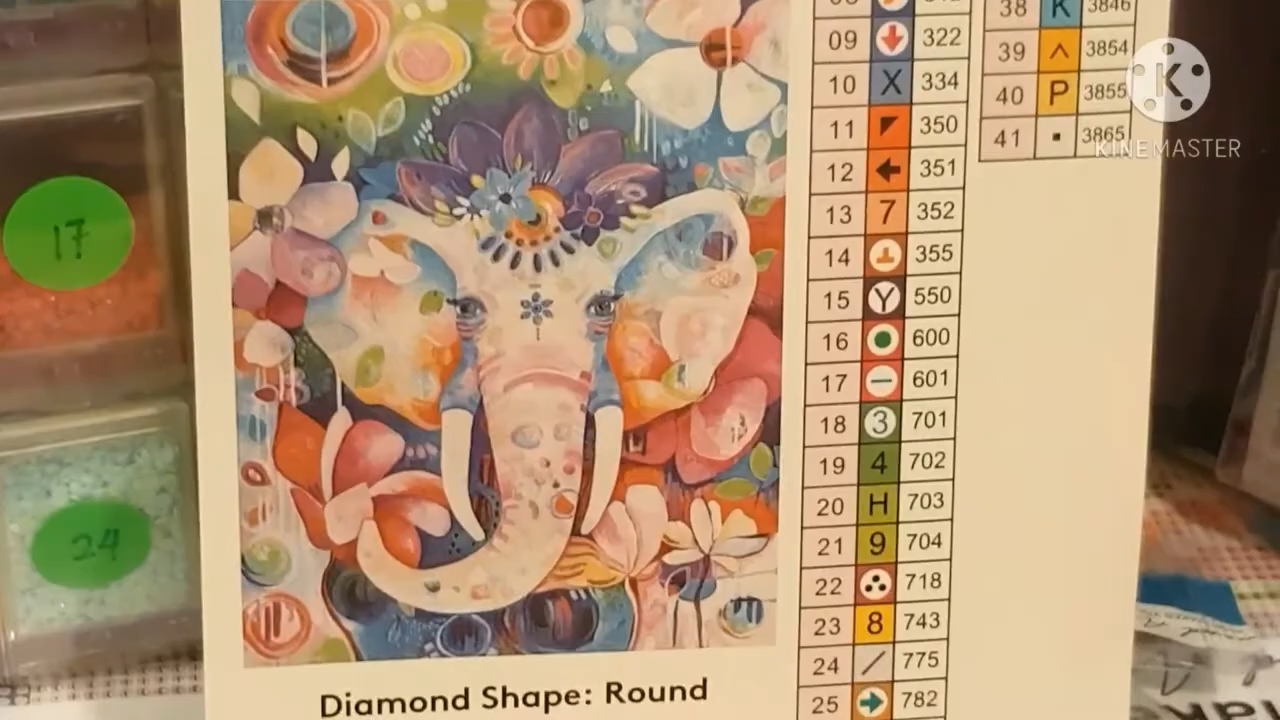 38 K 3846
09 322
39 3854
10 X 334
40 P 3855
11 350
41 3865
12 351
13 7 352
14 355
15 Y 550
16 600
17 601
18 3 701
19 4 702
20 H 703
21 9 704
22 718
23 8 743
24 775
25 782
17
24
Diamond Shape: Round
K
KINEMASTER